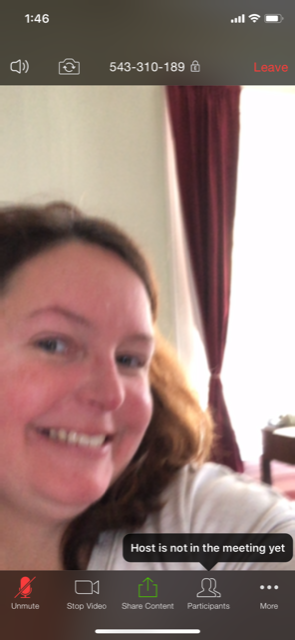 1:46
543-310-189
Leave
Host is not in the meeting yet
Unmute
Stop Video
Share Content
Participants
More